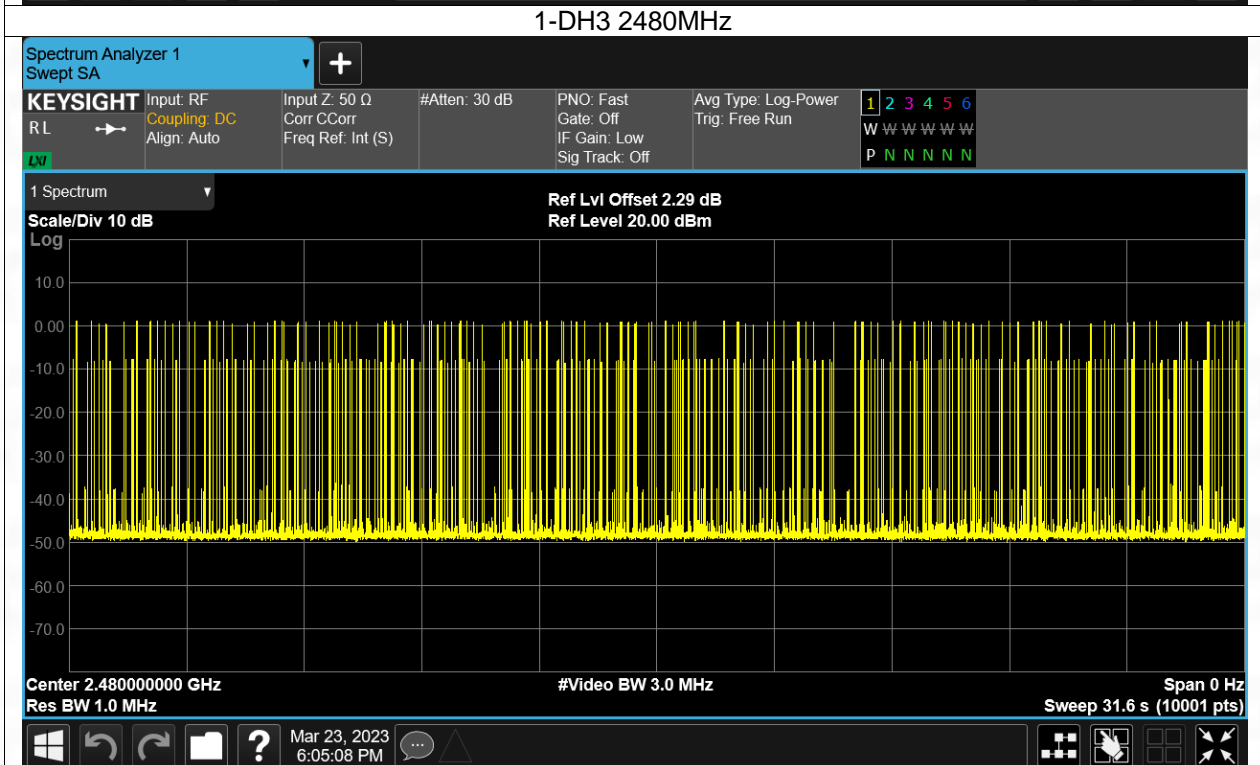 1-DH3 2480MHz
Spectrum Analyzer 1
Swept SA
KEYSIGHT
RL
LXI
Input: RF
Coupling: DC
Align: Auto
Input Z: 50 Ω
Corr CCorr
Freq Ref: Int (S)
#Atten: 30 dB
PNO: Fast
Gate: Off
IF Gain: Low
Sig Track: Off
Avg Type: Log-Power
Trig: Free Run
1 2 3 4 5 6
W W W W W W
P N N N N N
1 Spectrum
Scale/Div 10 dB
Ref Lvl Offset 2.29 dB
Ref Level 20.00 dBm
Log
10.0
0.00
-10.0
-20.0
-30.0
-40.0
-50.0
-60.0
-70.0
Center 2.480000000 GHz
#Video BW 3.0 MHz
Span 0 Hz
Res BW 1.0 MHz
Sweep 31.6 s (10001 pts)
Mar 23, 2023
6:05:08 PM